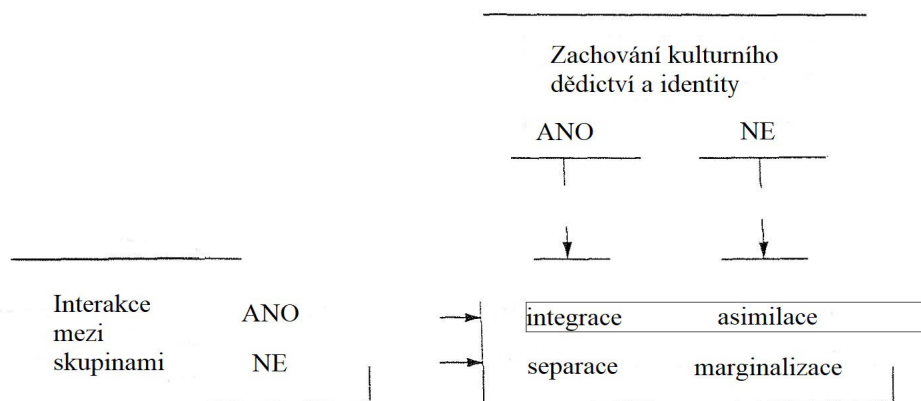 Zachování kulturního
dědictví a identity
ANO NE
Interakce
mezi
skupinami
ANO
NE
integrace asimilace
separace marginalizace